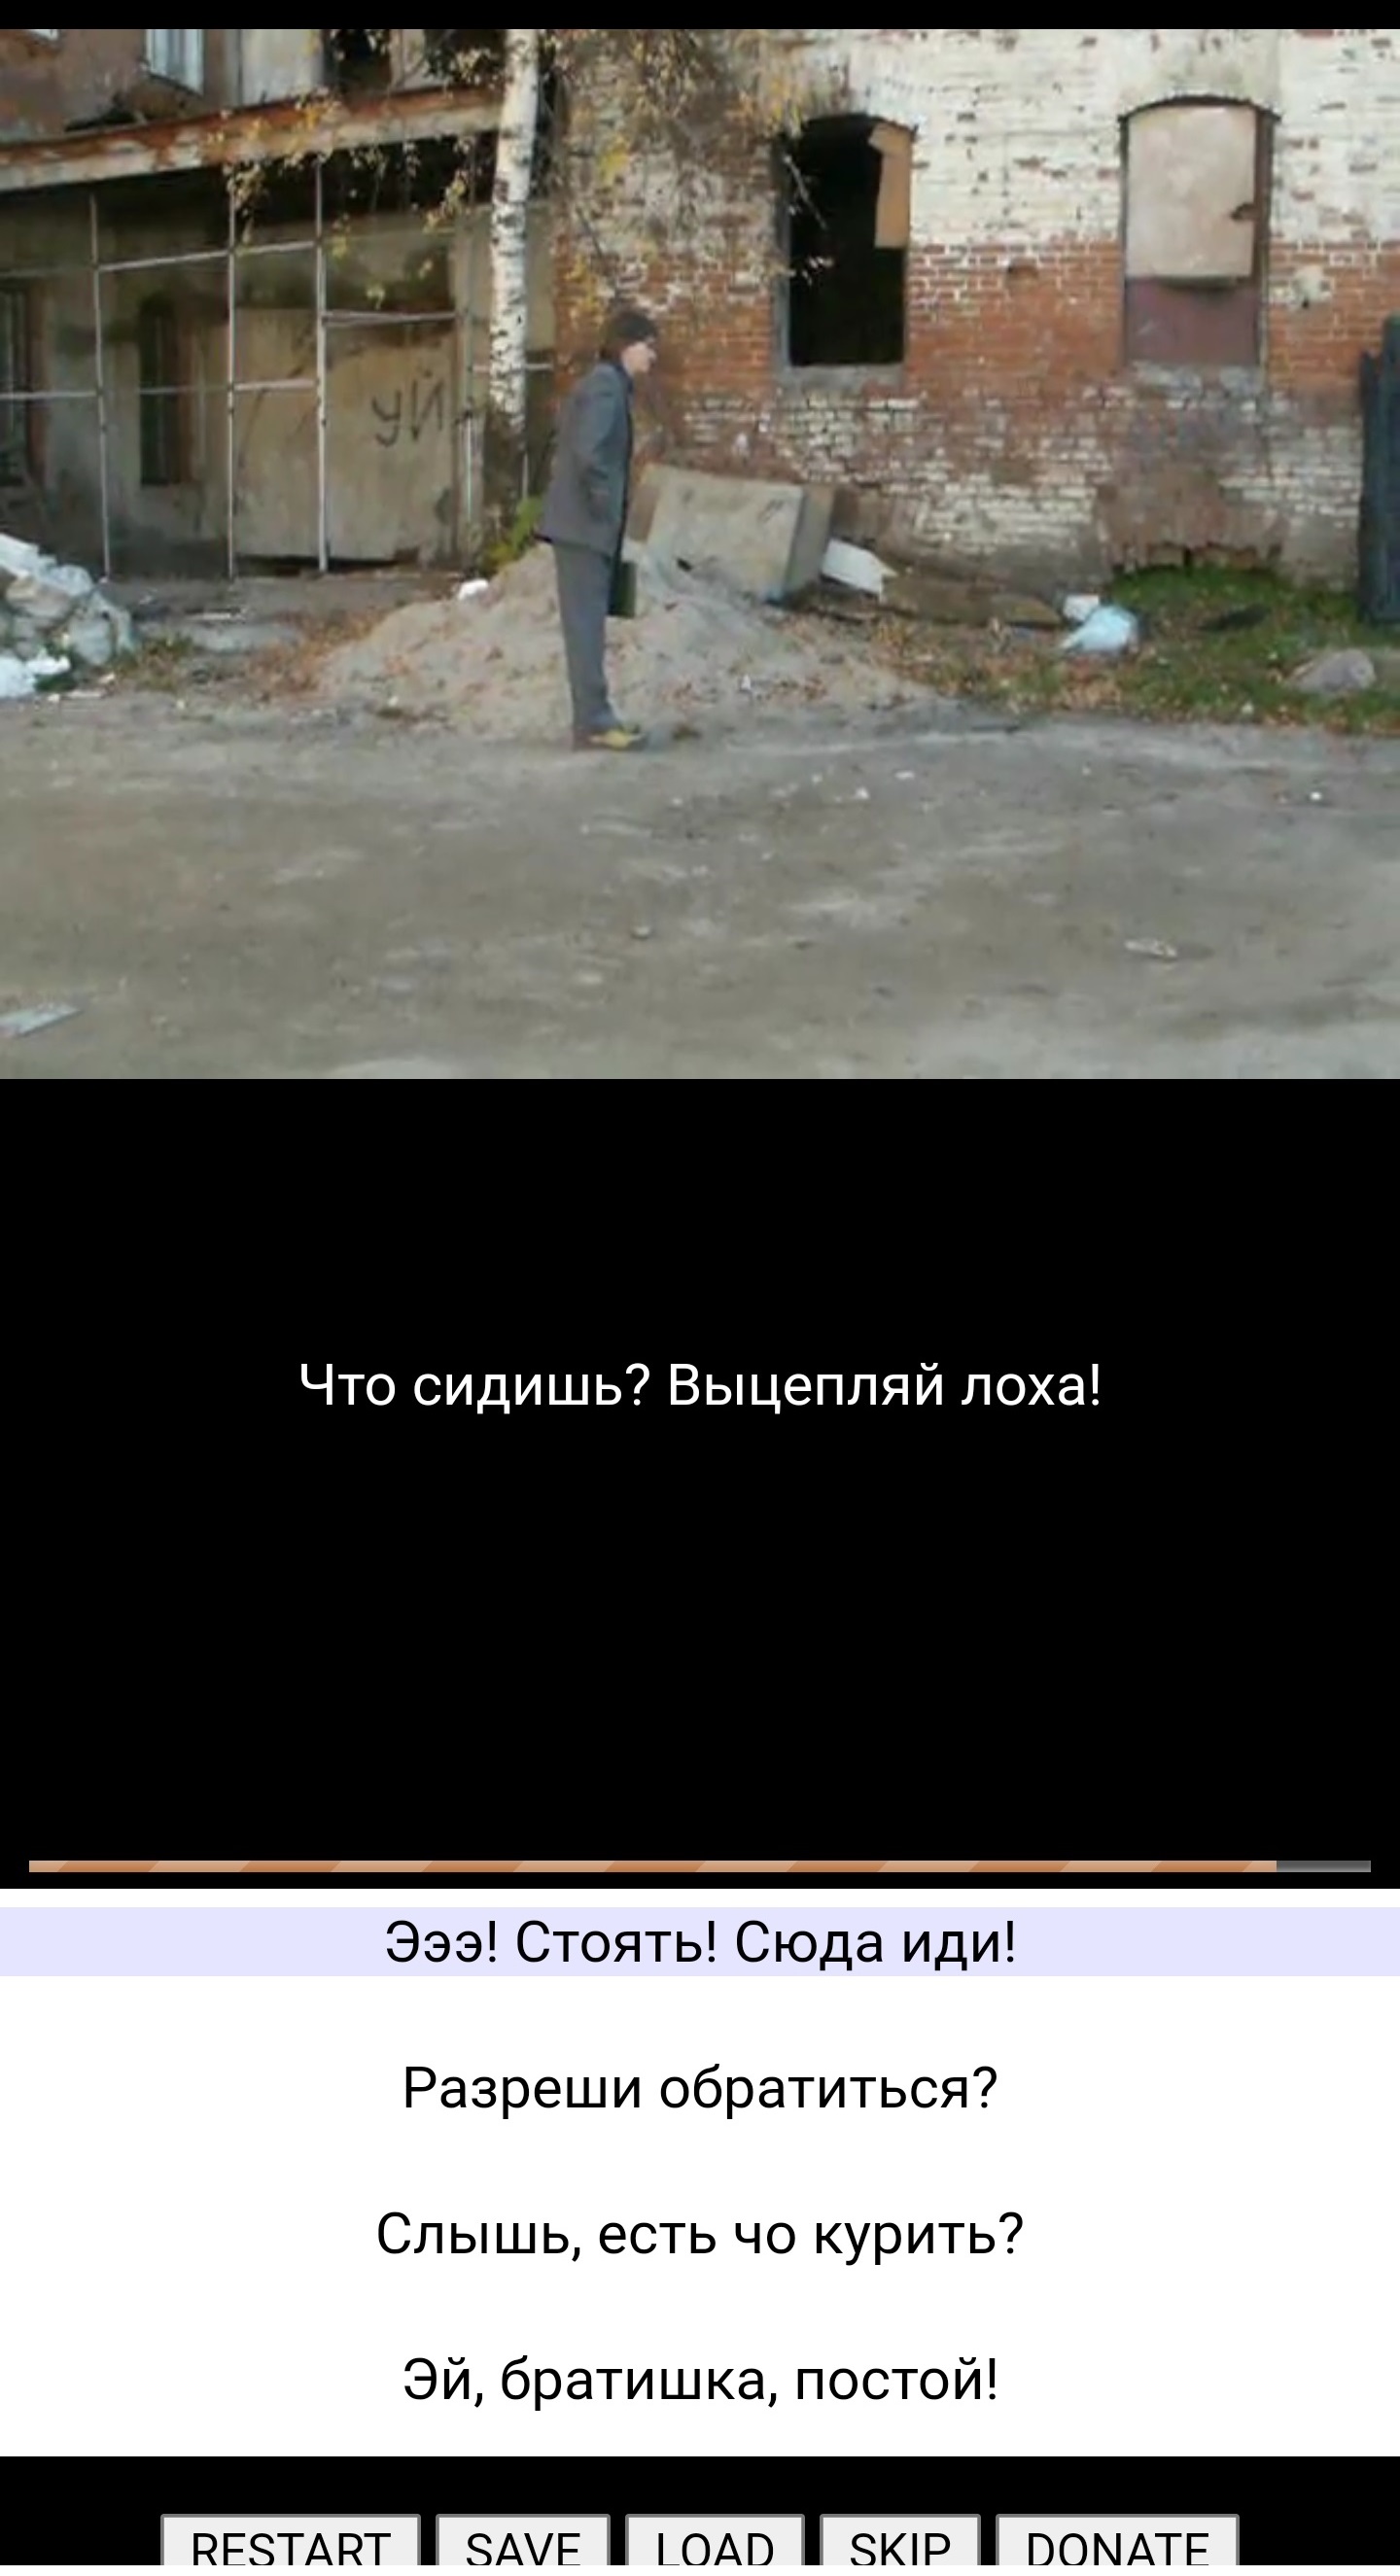 уй
Что сидишь? Выцепляй лоха!
Эээ! Стоять! Сюда иди!
Разреши обратиться?
Слышь, есть чо курить?
Эй, братишка, постой!
RESTART SAVE LOAD SKIP DONATE